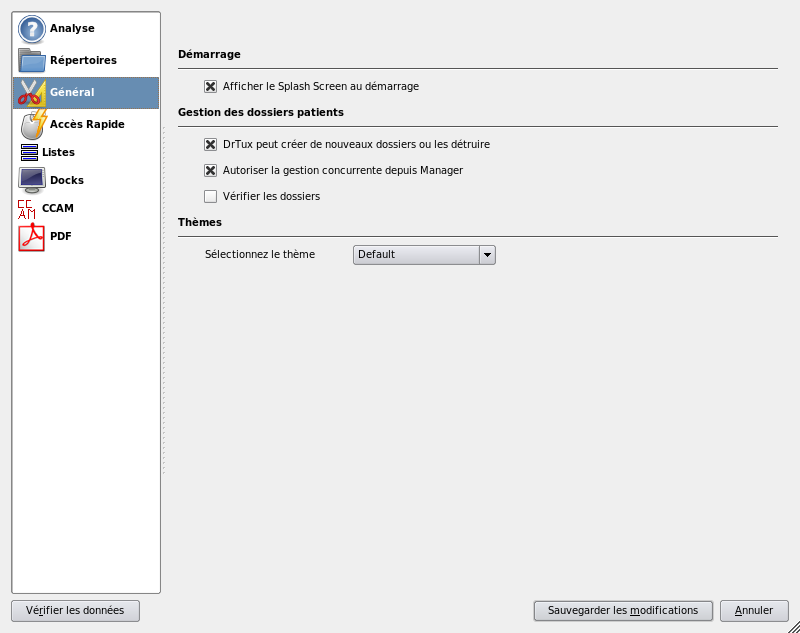 Analyse
Répertoires
Général
Accès Rapide
Listes
Docks
CCAM
CCAM
PDF
Démarrage
Afficher le Splash Screen au démarrage
Gestion des dossiers patients
DrTux peut créer de nouveaux dossiers ou les détruire
Autoriser la gestion concurrente depuis Manager
Vérifier les dossiers
Thèmes
Sélectionnez le thème
Default
Vérifier les données
Sauvegarder les modifications
Annuler